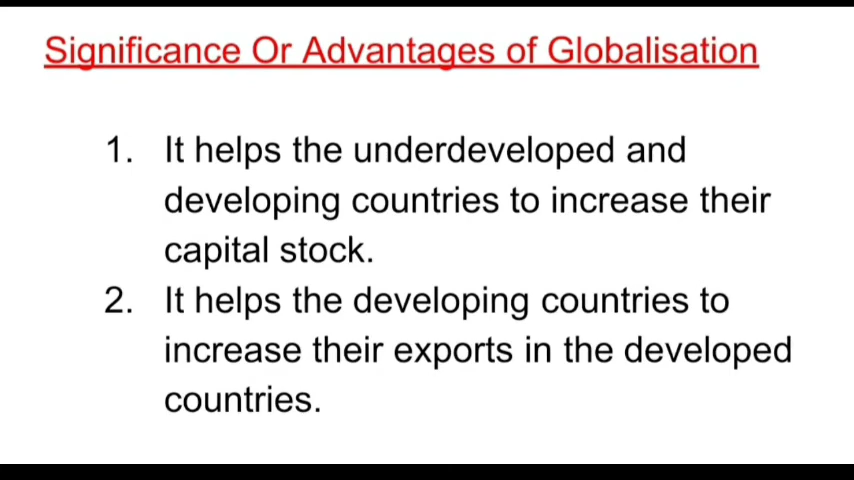 Significance Or Advantages of Globalisation
1. It helps the underdeveloped and
developing countries to increase their
capital stock.
2. It helps the developing countries to
increase their exports in the developed
countries.